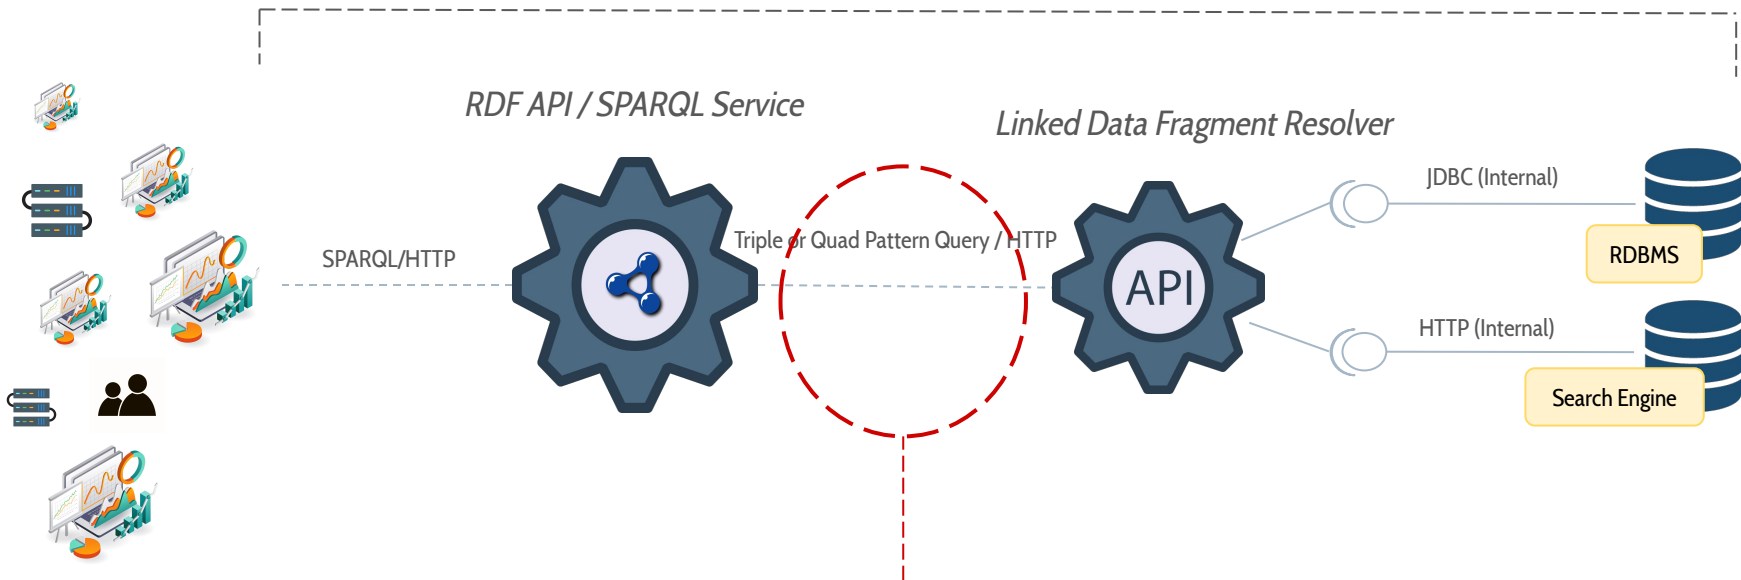 RDF API / SPARQL Service
Linked Data Fragment Resolver
JDBC (Internal)
Triple or Quad Pattern Query / HTTP
SPARQL/HTTP
RDBMS
API
HTTP (Internal)
Search Engine